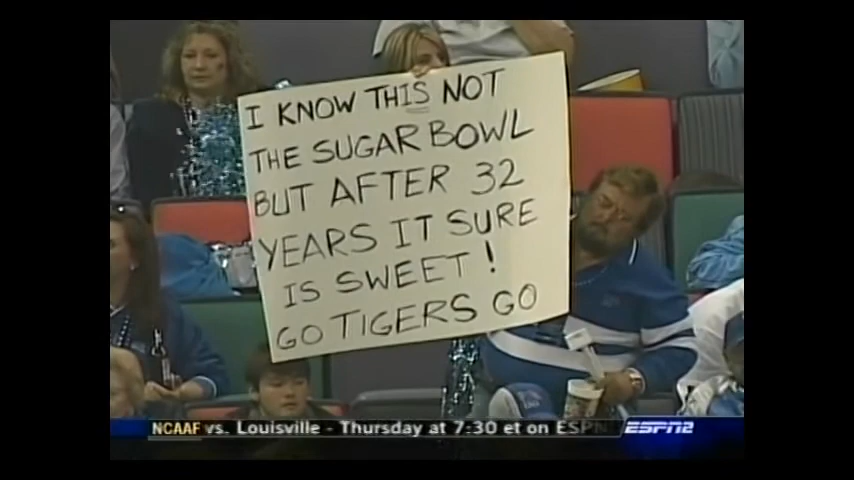 I KNOW THIS NOT
THE SUGAR BOWL
BUT AFTER 32
YEARS IT SURE
IS SWEET!
GO TIGERS GO
NCAAF vs. Louisville - Thursday at 7:30 et on ESPN
ESPN2